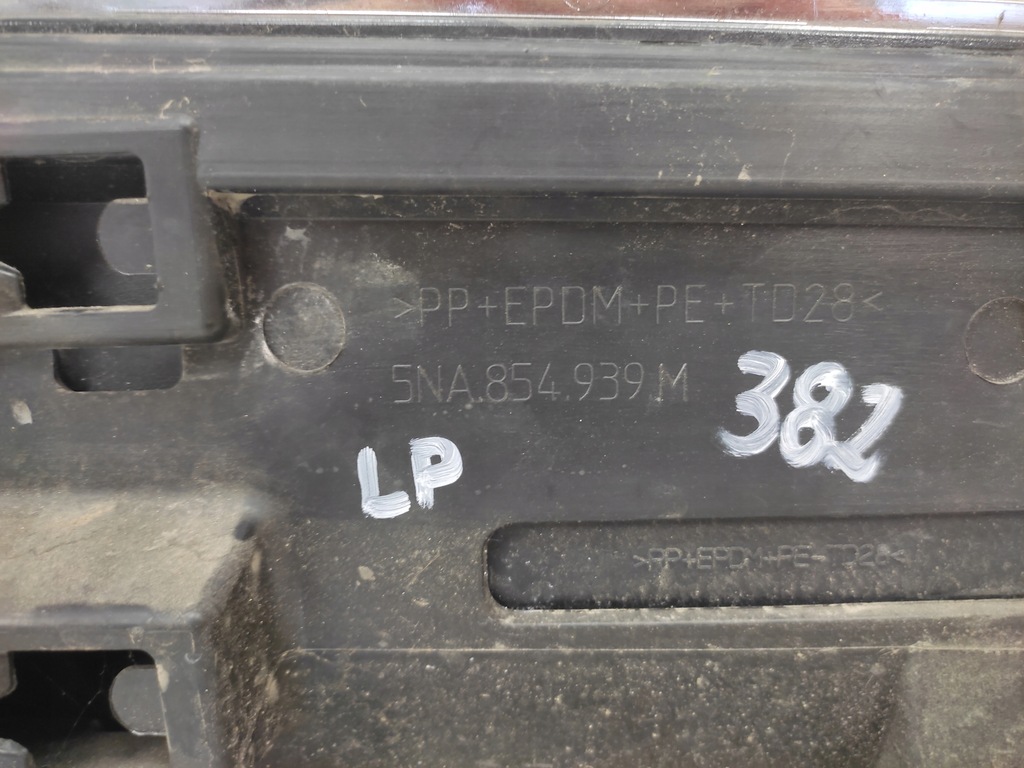 >PP+EPDM+PE+TD28<
5NA.854.939.M
382
LP
>PP+EPDM+PE-TD28<